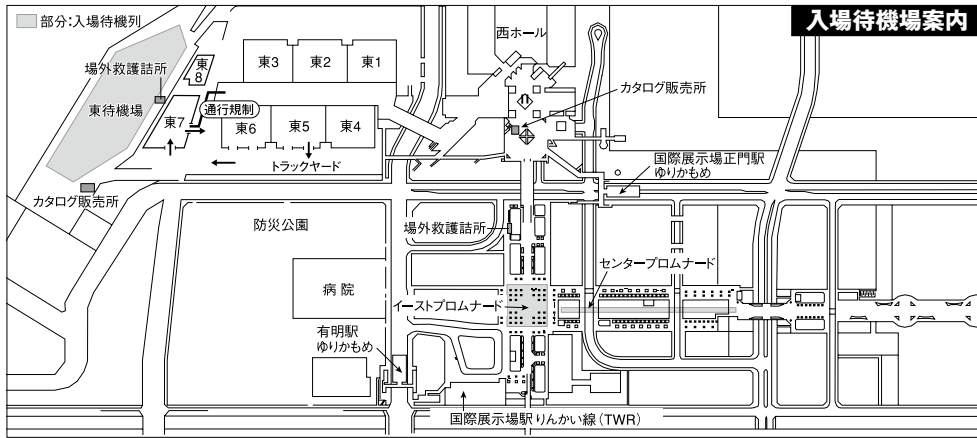 入場待機場案内
部分:入場待機列
西ホール
場外救護詰所
東8
東3
東2
東1
カタログ販売所
東待機場
東7
通行規制
東6
東5
東4
トラックヤード
国際展示場正門駅
ゆりかもめ
カタログ販売所
防災公園
場外救護詰所
センタープロムナード
病院
イーストプロムナード
有明駅
ゆりかもめ
国際展示場駅 りんかい線(TWR)